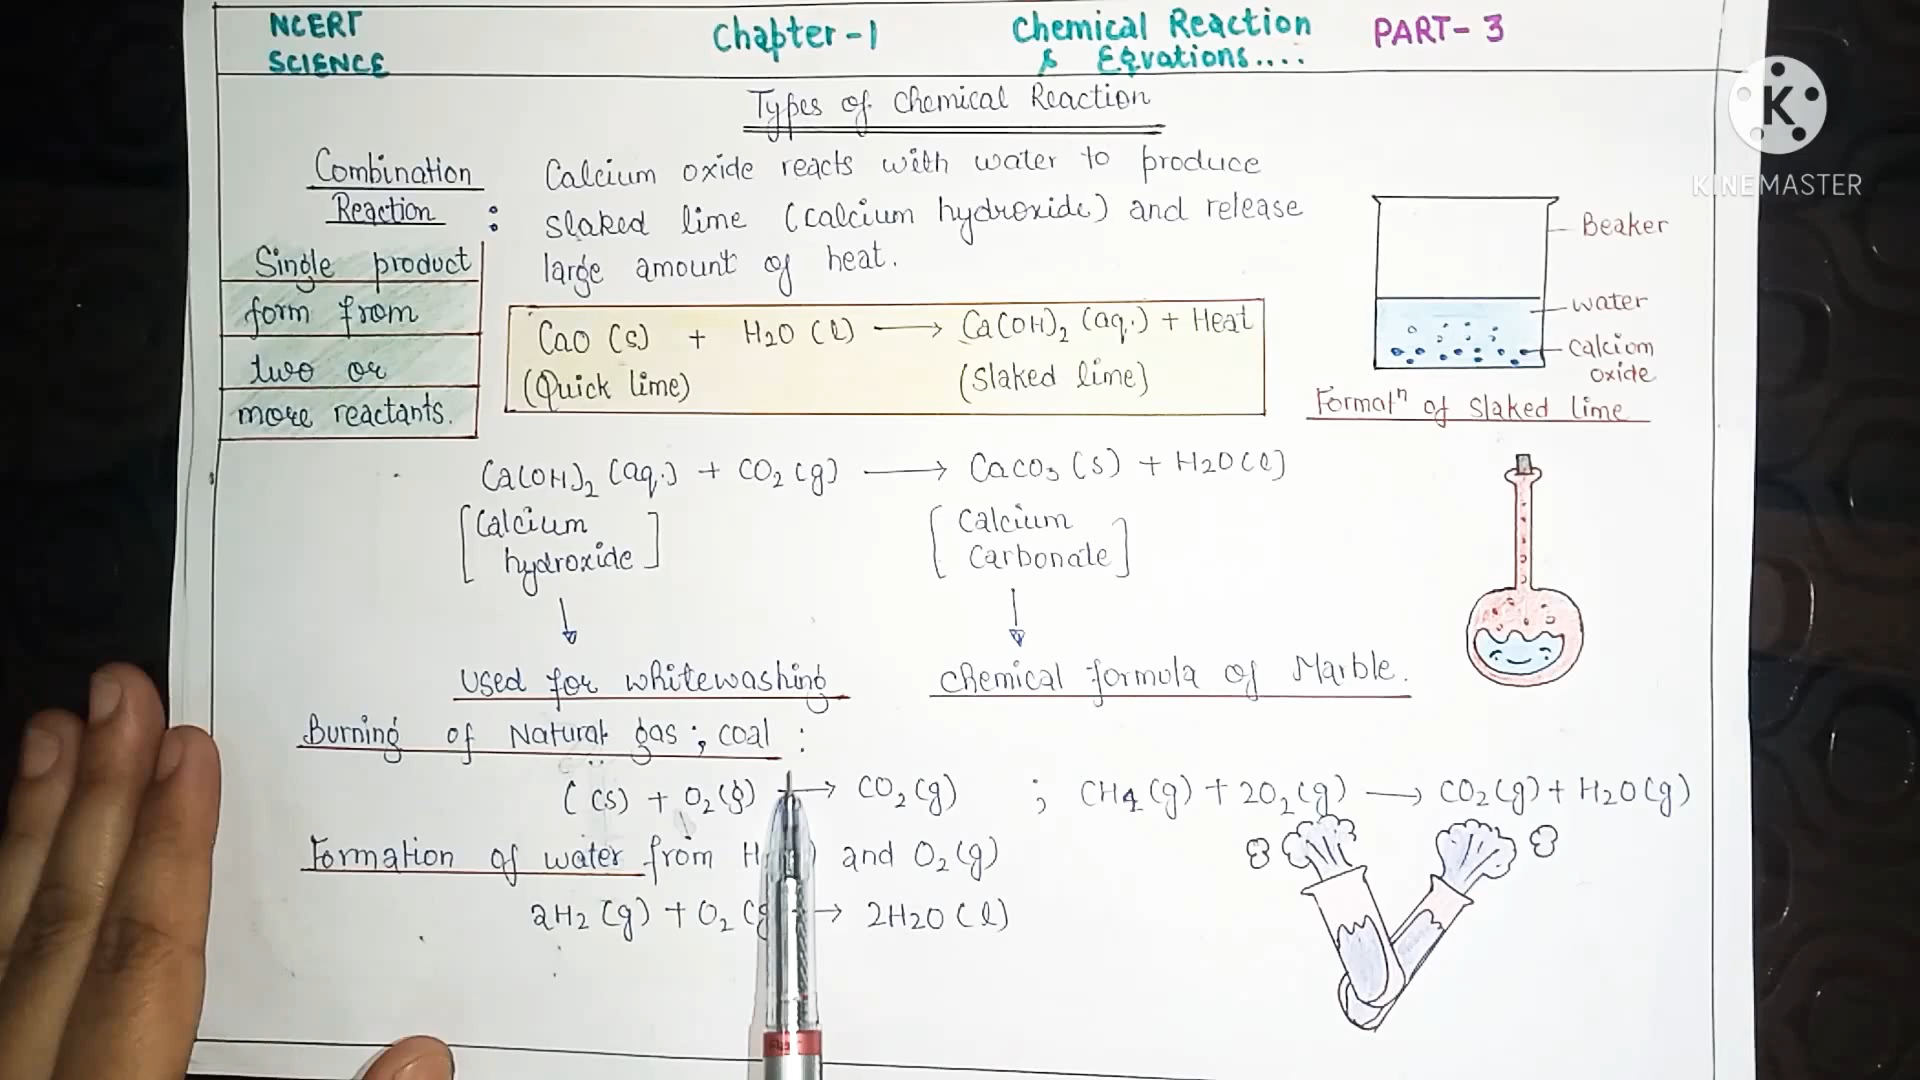 NCERT SCIENCE
Chapter-1
Chemical Reaction & Equations....
PART-3
K
KINEMASTER
Types of Chemical Reaction
Combination Reaction :
Single product
form from
two or
more reactants.
Calcium oxide reacts with water to produce
slaked lime (calcium hydroxide) and release
large amount of heat.
CaO (s) + H2O (l) → Ca(OH)2 (aq.) + Heat
(Quick lime) (Slaked lime)
Beaker
water
calcium oxide
Formatⁿ of slaked lime
Ca(OH)2 (aq.) + CO2 (g) → CaCO3 (s) + H2O (l)
[Calcium hydroxide] [Calcium Carbonate]
Used for whitewashing
Chemical formula of Marble.
Burning of Natural gas; coal :
C (s) + O2 (g) → CO2 (g) ; CH4 (g) + 2O2 (g) → CO2 (g) + H2O (g)
Formation of water from and O2 (g)
2H2 (g) + O2 (g → 2H2O (l)